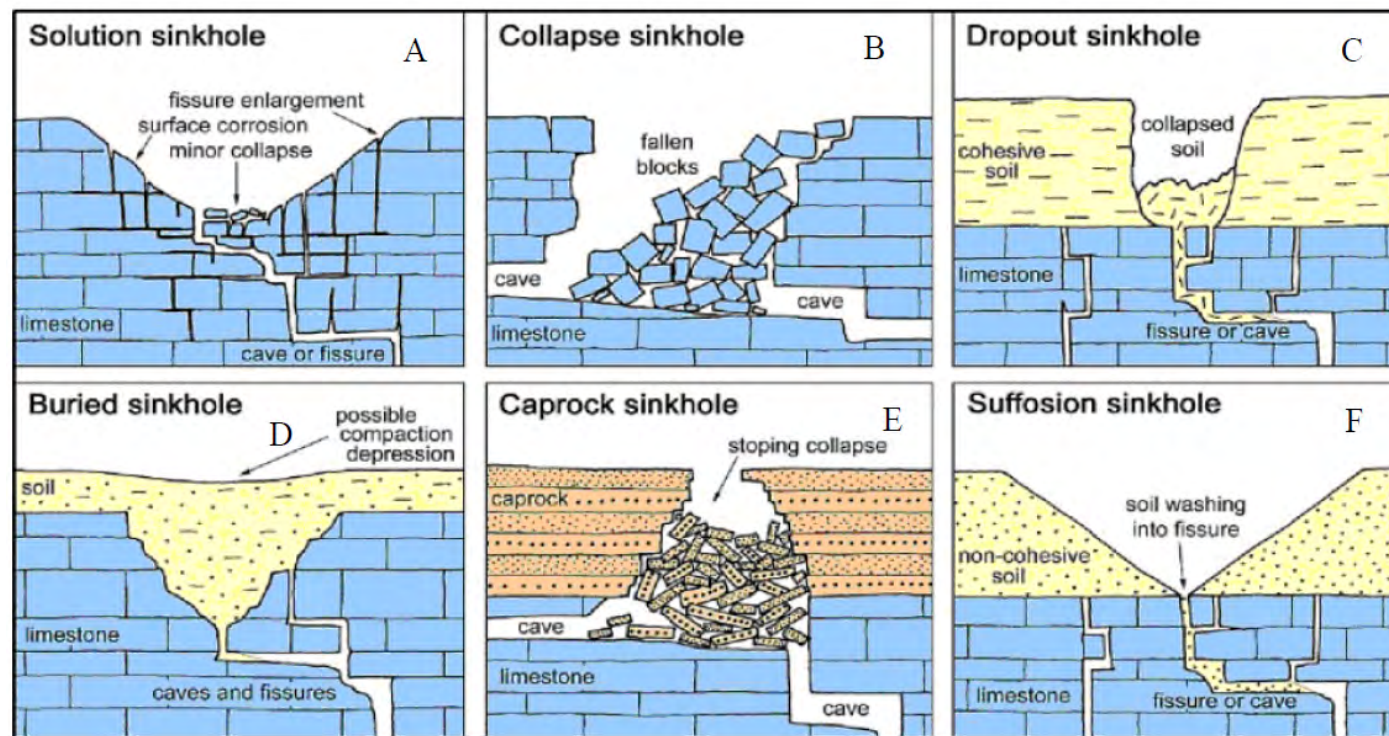 Solution sinkhole
A
fissure enlargement
surface corrosion
minor collapse
limestone
cave or fissure
Collapse sinkhole
B
fallen
blocks
cave
cave
limestone
Dropout sinkhole
C
collapsed
soil
cohesive
soil
limestone
fissure or cave
Buried sinkhole
D
possible
compaction
depression
soil
limestone
caves and fissures
Caprock sinkhole
E
stoping collapse
caprock
cave
limestone
cave
Suffosion sinkhole
F
soil washing
into fissure
non-cohesive
soil
limestone
fissure or cave